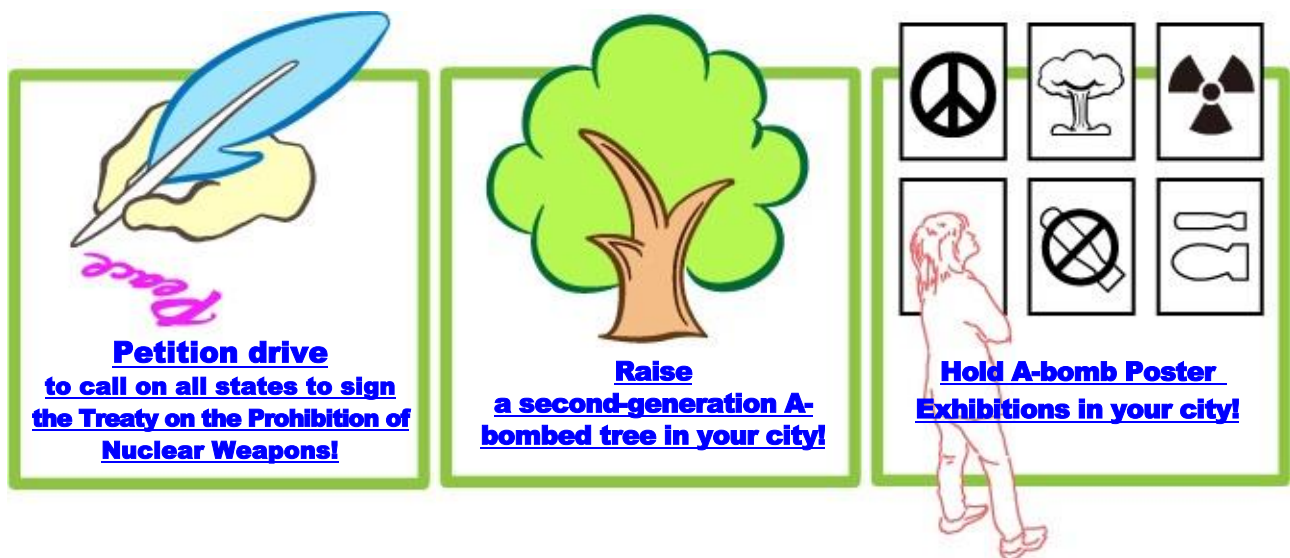 Peace
Petition drive
to call on all states to sign
the Treaty on the Prohibition of
Nuclear Weapons!
Raise
a second-generation A-
bombed tree in your city!
Hold A-bomb Poster
Exhibitions in your city!